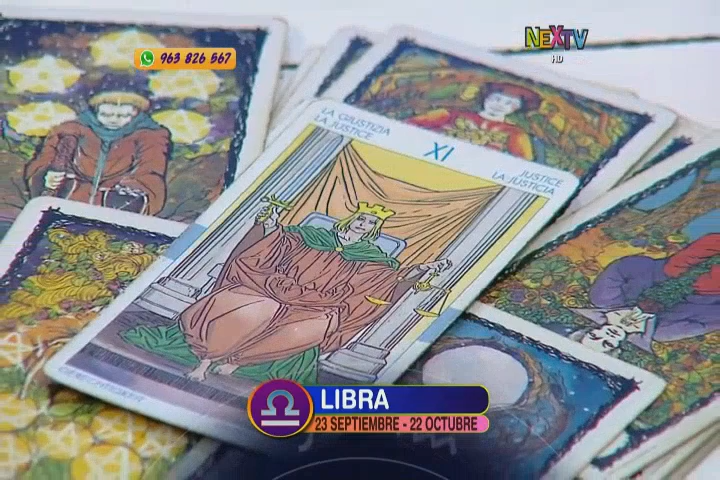 963 826 567
NEXTV
HD
LA GIUSTIZIA
LA JUSTICE
XI
JUSTICE
LA JUSTICIA
LIBRA
23 SEPTIEMBRE - 22 OCTUBRE